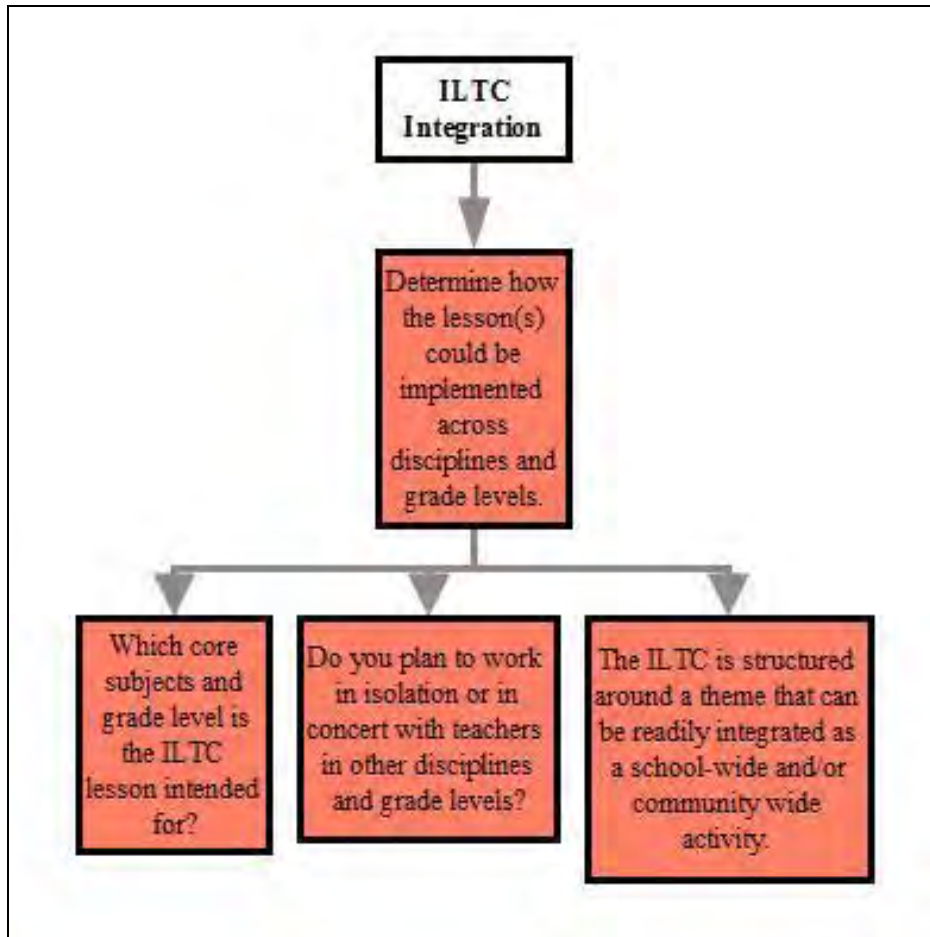 ILTC
Integration
Determine how
the lesson(s)
could be
implemented
across
disciplines and
grade levels.
Which core
subjects and
grade level is
the ILTC
lesson intended
for?
Do you plan to work
in isolation or in
concert with teachers
in other disciplines
and grade levels?
The ILTC is structured
around a theme that can
be readily integrated as
a school-wide and/or
community wide
activity.